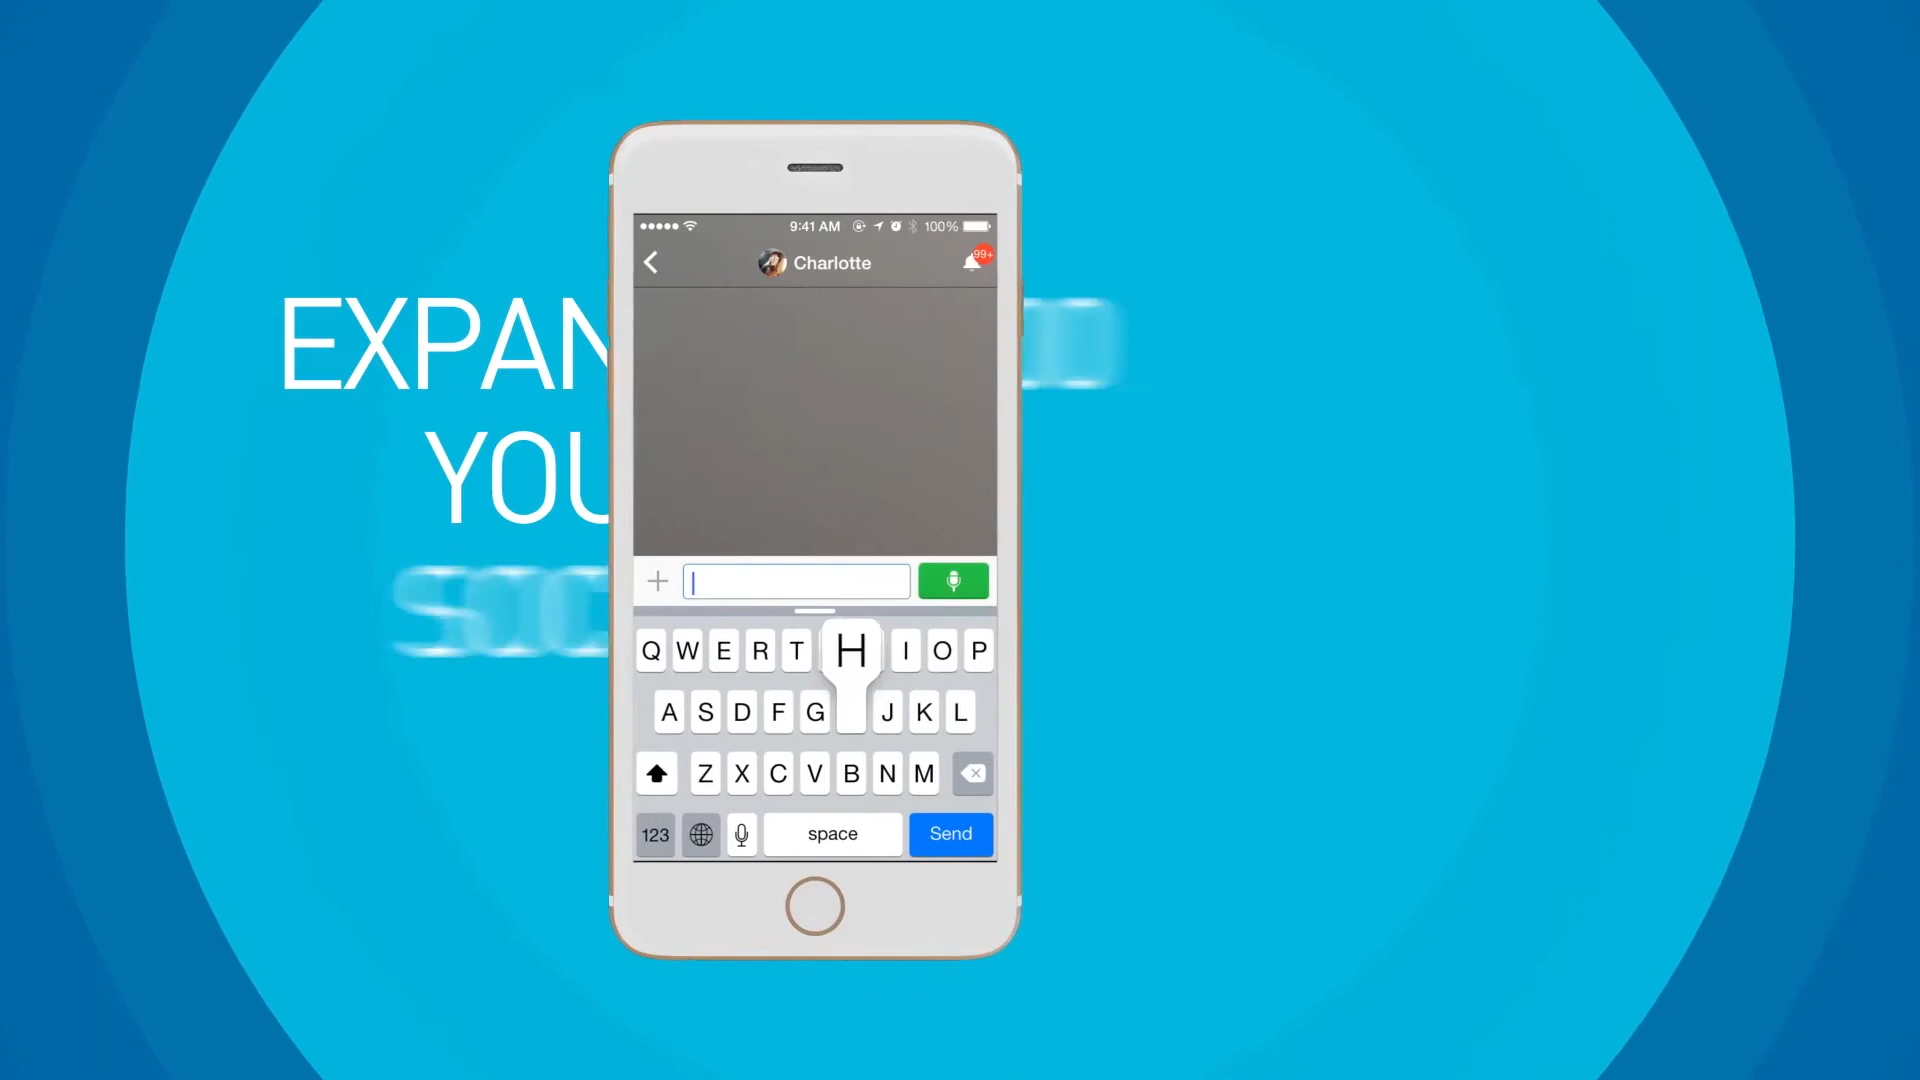 9:41 AM 100%
Charlotte
99+
EXPAN
YOU
Q W E R T H I O P
A S D F G J K L
Z X C V B N M
123 space Send